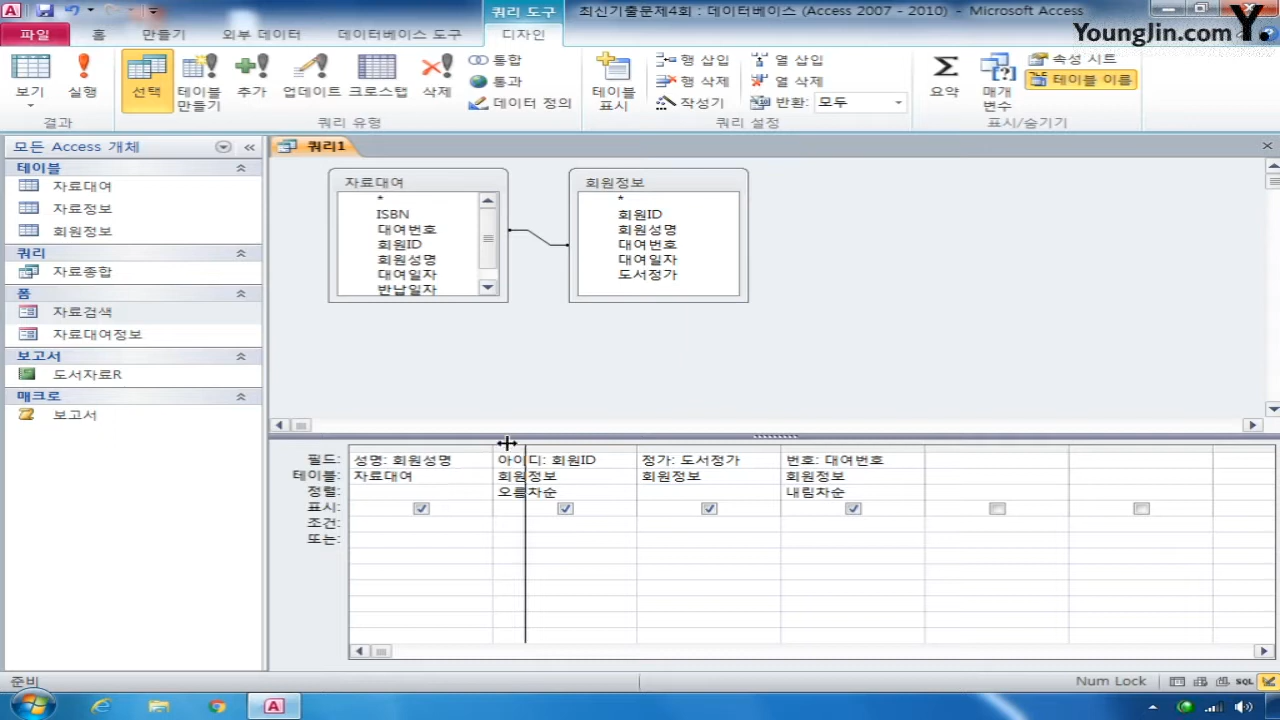 쿼리 도구
최신기출문제4회 : 데이터베이스 (Access 2007 - 2010) - Microsoft Access
YoungJin.com Y.
파일 홈 만들기 외부 데이터 데이터베이스 도구 디자인
보기 실행 선택 테이블 만들기 추가 업데이트 크로스탭 삭제
통합
통과
데이터 정의
테이블 표시
행 삽입
행 삭제
작성기
열 삽입
열 삭제
반환: 모두
요약 매개 변수
속성 시트
테이블 이름
결과 쿼리 유형 쿼리 설정 표시/숨기기
모든 Access 개체
테이블
자료대여
자료정보
회원정보
쿼리
자료종합
폼
자료검색
자료대여정보
보고서
도서자료R
매크로
보고서
쿼리1
자료대여
*
ISBN
대여번호
회원ID
회원성명
대여일자
반납일자
회원정보
*
회원ID
회원성명
대여번호
대여일자
도서정가
필드: 성명: 회원성명 아이디: 회원ID 정가: 도서정가 번호: 대여번호
테이블: 자료대여 회원정보 회원정보 회원정보
정렬: 오름차순 내림차순
표시:
조건:
또는:
준비 Num Lock SQL